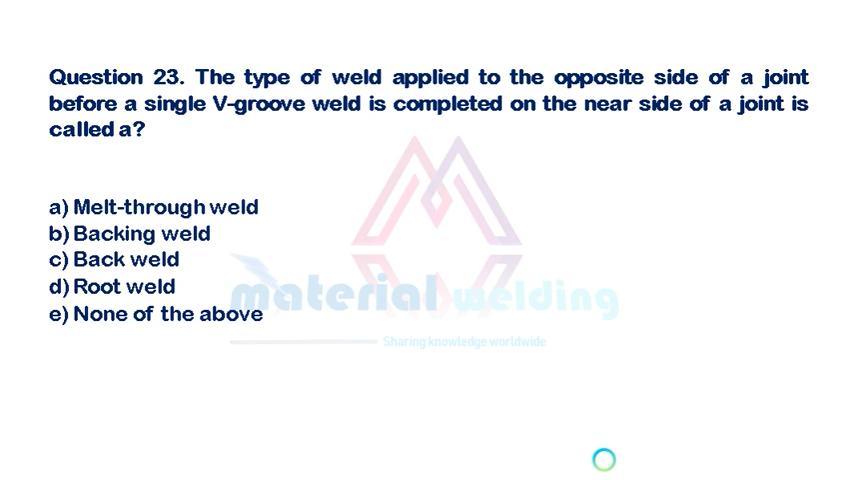 Question 23. The type of weld applied to the opposite side of a joint
before a single V-groove weld is completed on the near side of a joint is
called a?
a) Melt-through weld
b) Backing weld
c) Back weld
d) Root weld
e) None of the above
material welding
Sharing knowledge worldwide